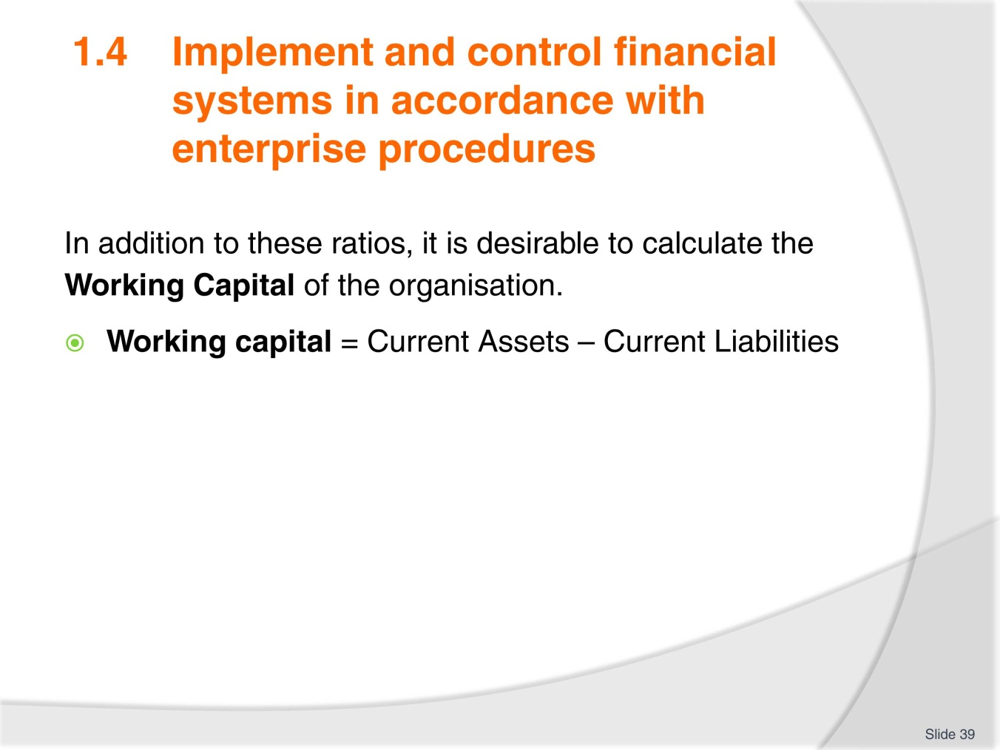 1.4 Implement and control financial
systems in accordance with
enterprise procedures
In addition to these ratios, it is desirable to calculate the
Working Capital of the organisation.
Working capital = Current Assets – Current Liabilities
Slide 39